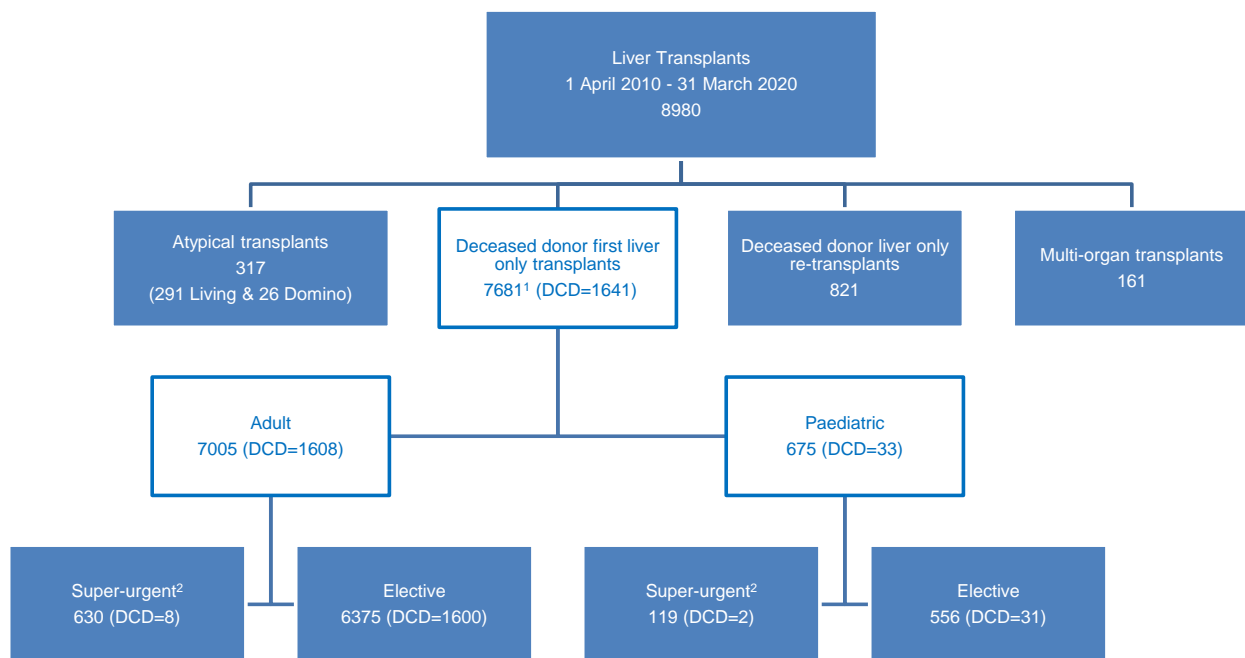 Liver Transplants
1 April 2010 - 31 March 2020
8980
Atypical transplants
317
(291 Living & 26 Domino)
Deceased donor first liver
only transplants
7681¹ (DCD=1641)
Deceased donor liver only
re-transplants
821
Multi-organ transplants
161
Adult
7005 (DCD=1608)
Paediatric
675 (DCD=33)
Super-urgent²
630 (DCD=8)
Elective
6375 (DCD=1600)
Super-urgent²
119 (DCD=2)
Elective
556 (DCD=31)